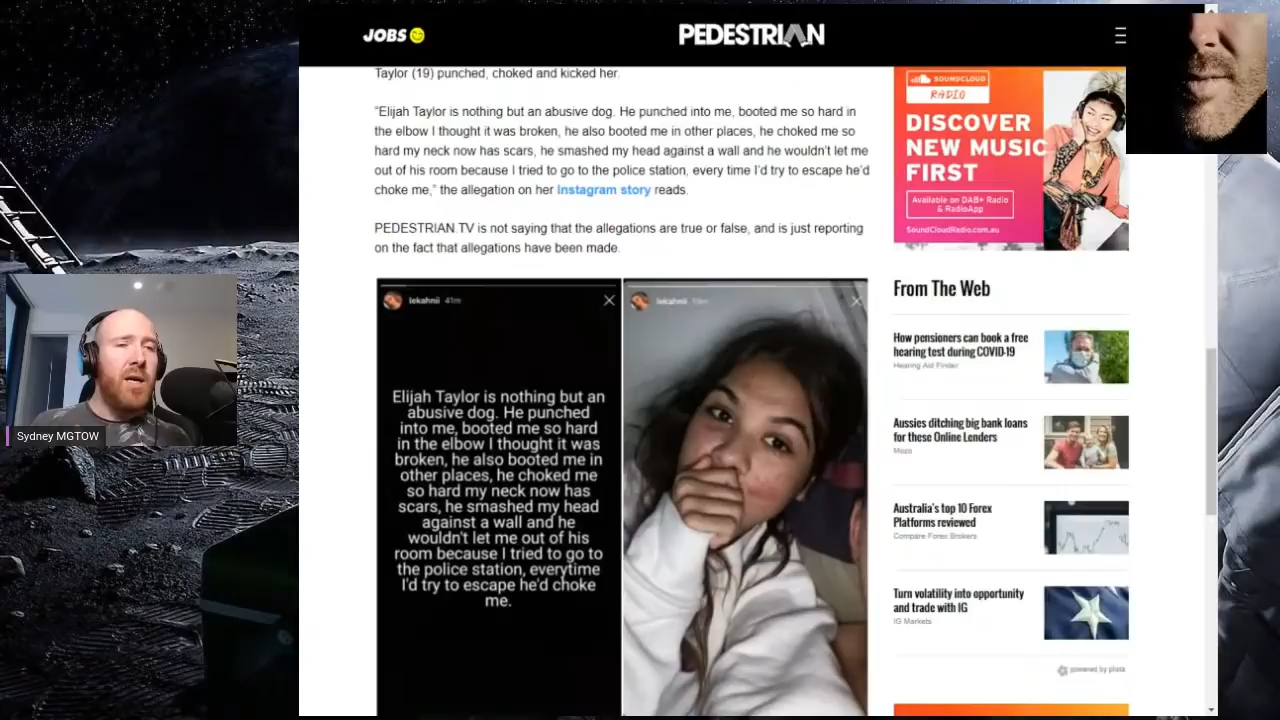 JOBS
PEDESTRIAN
Taylor (19) punched, choked and kicked her.
“Elijah Taylor is nothing but an abusive dog. He punched into me, booted me so hard in
the elbow I thought it was broken, he also booted me in other places, he choked me so
hard my neck now has scars, he smashed my head against a wall and he wouldn’t let me
out of his room because I tried to go to the police station, every time I’d try to escape he’d
choke me,” the allegation on her Instagram story reads.
PEDESTRIAN.TV is not saying that the allegations are true or false, and is just reporting
on the fact that allegations have been made.
lekahnii 41m
Elijah Taylor is nothing but an
abusive dog. He punched
into me, booted me so hard
in the elbow I thought it was
broken, he also booted me in
other places, he choked me
so hard my neck now has
scars, he smashed my head
against a wall and he
wouldn't let me out of his
room because I tried to go to
the police station, everytime
I'd try to escape he'd choke
me.
lekahnii
SOUNDCLOUD
RADIO
DISCOVER
NEW MUSIC
FIRST
Available on DAB+ Radio
& RadioApp
SoundCloudRadio.com.au
From The Web
How pensioners can book a free
hearing test during COVID-19
Hearing Aid Finder
Aussies ditching big bank loans
for these Online Lenders
Mozo
Australia's top 10 Forex
Platforms reviewed
Compare Forex Brokers
Turn volatility into opportunity
and trade with IG
IG Markets
powered by plista
Sydney MGTOW